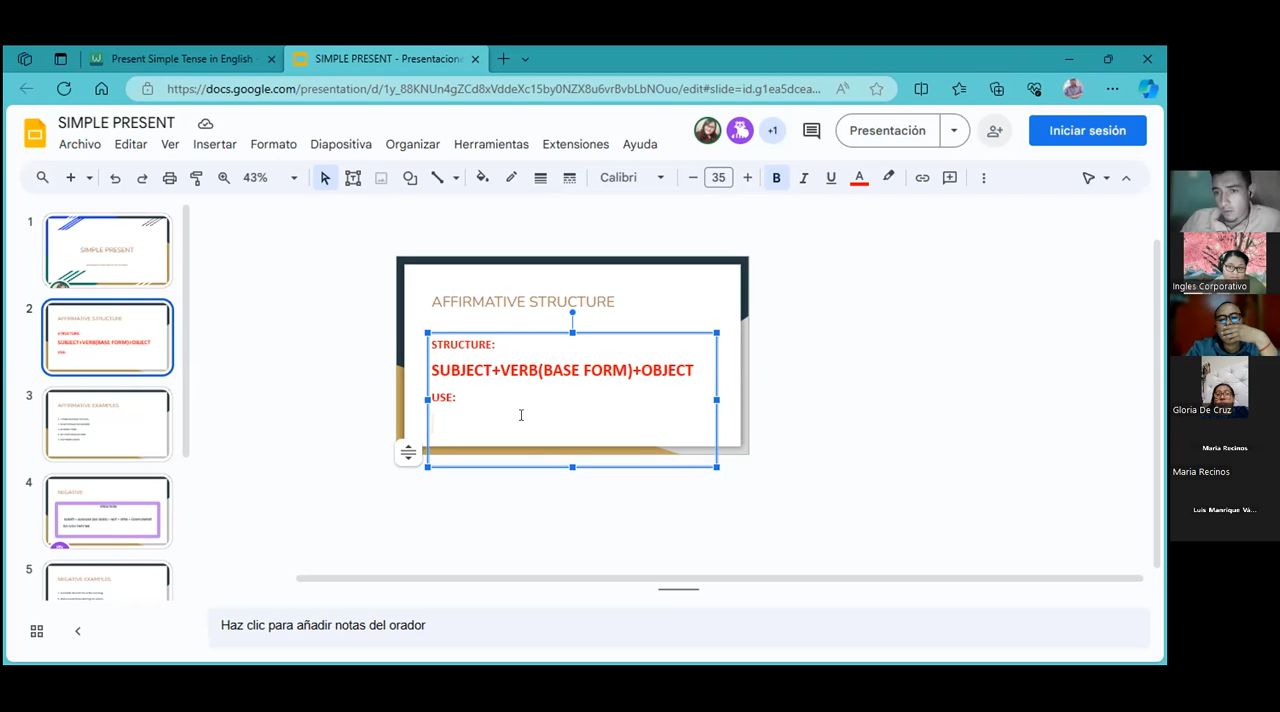 Present Simple Tense in English
SIMPLE PRESENT - Presentaciona
https://docs.google.com/presentation/d/1y_88KNUn4gZCd8xVddeXc15by0NZX8u6vrBvbLbNOuo/edit#slide=id.g1ea5dcea...
SIMPLE PRESENT
Archivo Editar Ver Insertar Formato Diapositiva Organizar Herramientas Extensiones Ayuda
+1
Presentación
Iniciar sesión
43%
Calibri
35
B I U A
1
SIMPLE PRESENT
2
AFFIRMATIVE STRUCTURE
STRUCTURE:
SUBJECT+VERB(BASE FORM)+OBJECT
USE:
3
AFFIRMATIVE EXAMPLES
4
NEGATIVE
STRUCTURE
5
NEGATIVE EXAMPLES
AFFIRMATIVE STRUCTURE
STRUCTURE:
SUBJECT+VERB(BASE FORM)+OBJECT
USE:
Haz clic para añadir notas del orador
Ingles Corporativo
Gloria De Cruz
Maria Recinos
Maria Recinos
Luis Manrique Vá...